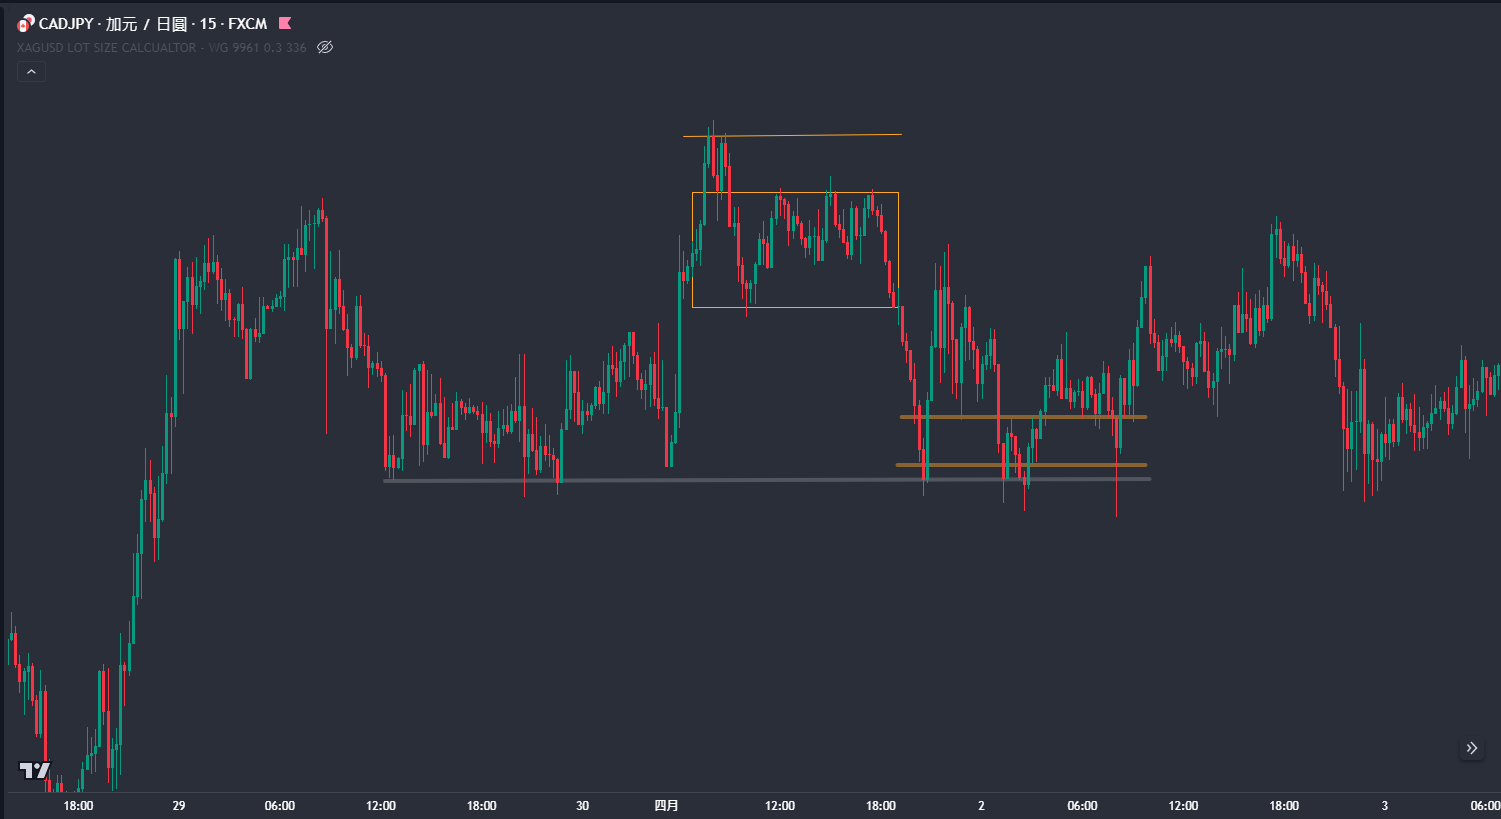 CADJPY · 加元 / 日圓 · 15 · FXCM
XAGUSD LOT SIZE CALCUALTOR - WG 9961 0.3 336
18:00 29 06:00 12:00 18:00 30 四月 12:00 18:00 2 06:00 12:00 18:00 3 06:00